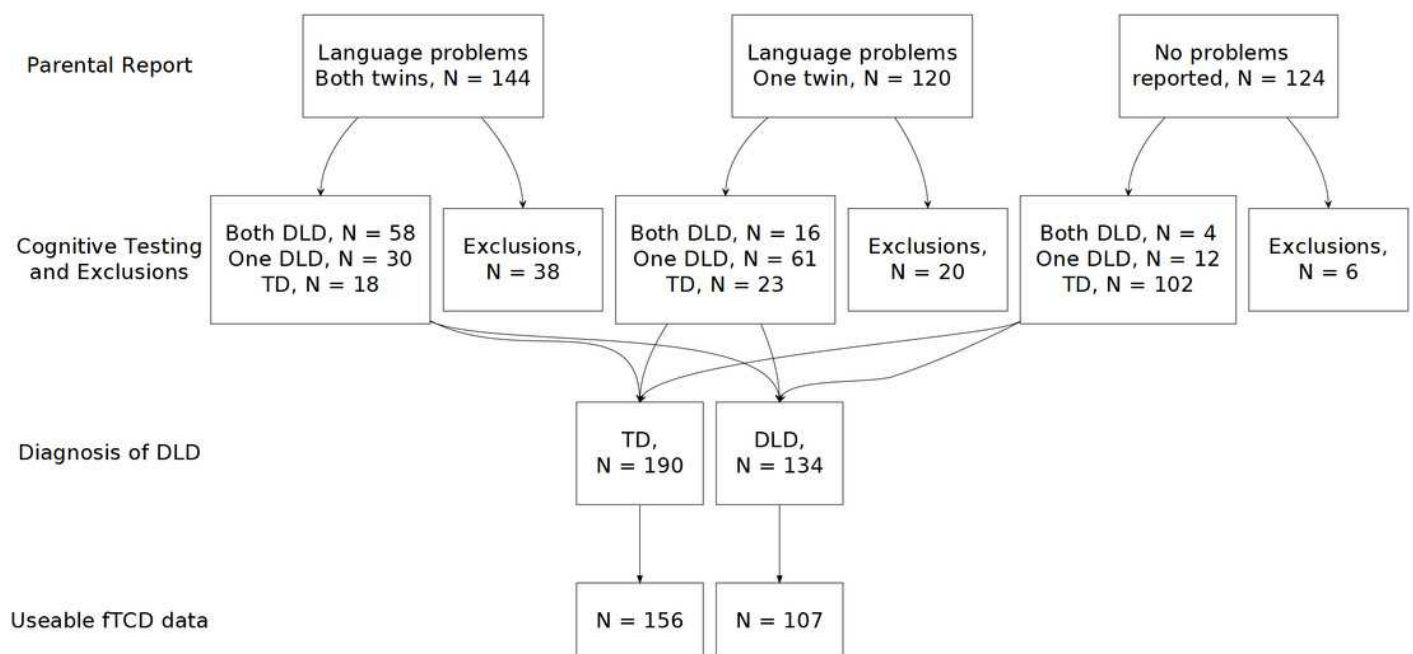 Parental Report
Language problems
Both twins, N = 144
Language problems
One twin, N = 120
No problems
reported, N = 124
Cognitive Testing
and Exclusions
Both DLD, N = 58
One DLD, N = 30
TD, N = 18
Exclusions,
N = 38
Both DLD, N = 16
One DLD, N = 61
TD, N = 23
Exclusions,
N = 20
Both DLD, N = 4
One DLD, N = 12
TD, N = 102
Exclusions,
N = 6
Diagnosis of DLD
TD,
N = 190
DLD,
N = 134
Useable fTCD data
N = 156
N = 107